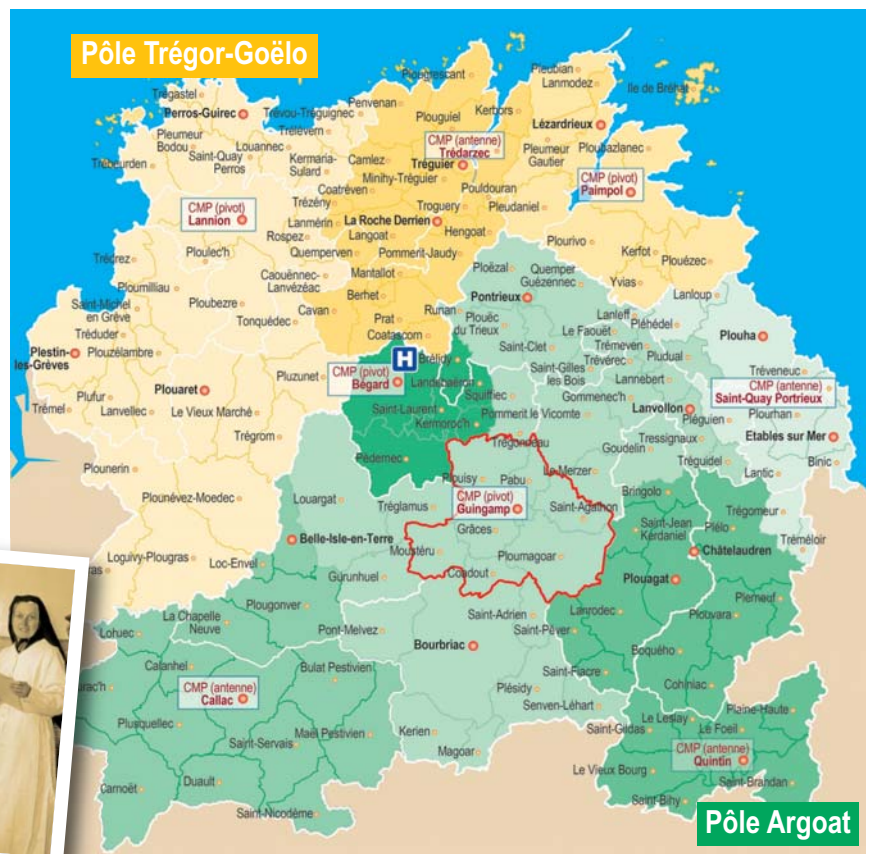 Pôle Trégor-Goëlo
Plougrescant
Pleubian
Lanmodez
Ile de Bréhat
Trégastel
Perros-Guirec
Trévou-Tréguignec
Penvenan
Plouguiel
Kerbors
Lézardrieux
Pleumeur
Bodou
Louannec
Trélévern
CMP (antenne)
Trédarzec
Pleumeur
Gautier
Ploubazlanec
Trébeurden
Saint-Quay
Perros
Kermaria-
Sulard
Camlez
Tréguier
Minihy-Tréguier
CMP (pivot)
Paimpol
Coatréven
Pouldouran
Trézény
Troguery
Pleudaniel
CMP (pivot)
Lannion
Lanmérin
La Roche Derrien
Rospez
Langoat
Hengoat
Plourivo
Ploulec'h
Quemperven
Pommerit-Jaudy
Kerfot
Plouézec
Trédrez
Caouënnec-
Lanvézéac
Mantallot
Ploëzal
Quemper
Guézennec
Yvias
Ploumilliau
Berhet
Pontrieux
Lanloup
Saint-Michel
en Grève
Ploubezre
Cavan
Runan
Plouëc
du Trieux
Lanleff
Pléhédel
Tréduder
Tonquédec
Prat
Coatascorn
Le Faouët
Plouha
Plestin-
les-Grèves
Plouzélambre
H
Brélidy
Saint-Clet
Trémeven
Trévérec
Pludual
Tréveneuc
Pluzunet
CMP (pivot)
Bégard
Landebaëron
Saint-Gilles
les Bois
Lannebert
CMP (antenne)
Saint-Quay Portrieux
Plufur
Plouaret
Squiffiec
Gommenec'h
Trémel
Lanvellec
Le Vieux Marché
Saint-Laurent
Pommerit le Vicomte
Lanvollon
Pléguien
Plourhan
Kermoroc'h
Trégrom
Trégonneau
Tressignaux
Etables sur Mer
Goudelin
Plounerin
Pédernec
Le Merzer
Tréguidel
Lantic
Binic
Plouisy
Pabu
Plounévez-Moedec
Louargat
CMP (pivot)
Guingamp
Bringolo
Tréglamus
Saint-Agathon
Trégomeur
Grâces
Saint-Jean
Kerdaniel
Plélo
Belle-Isle-en-Terre
Moustéru
Ploumagoar
Châtelaudren
Tréméloir
Loguivy-Plougras
Loc-Envel
Gurunhuel
Coadout
Plouagat
Plerneuf
Plougonver
Saint-Adrien
Lanrodec
La Chapelle
Neuve
Pont-Melvez
Saint-Péver
Plouvara
Lohuec
Bourbriac
Boquého
Calanhel
Bulat Pestivien
Saint-Fiacre
CMP (antenne)
Callac
Plésidy
Cohiniac
Senven-Léhart
Plusquellec
Plaine-Haute
Le Leslay
Maël Pestivien
Kerien
Saint-Gildas
Le Foeil
Saint-Servais
Magoar
CMP (antenne)
Quintin
Le Vieux Bourg
Carnoët
Duault
Saint-Brandan
Saint-Bihy
Saint-Nicodème
Pôle Argoat